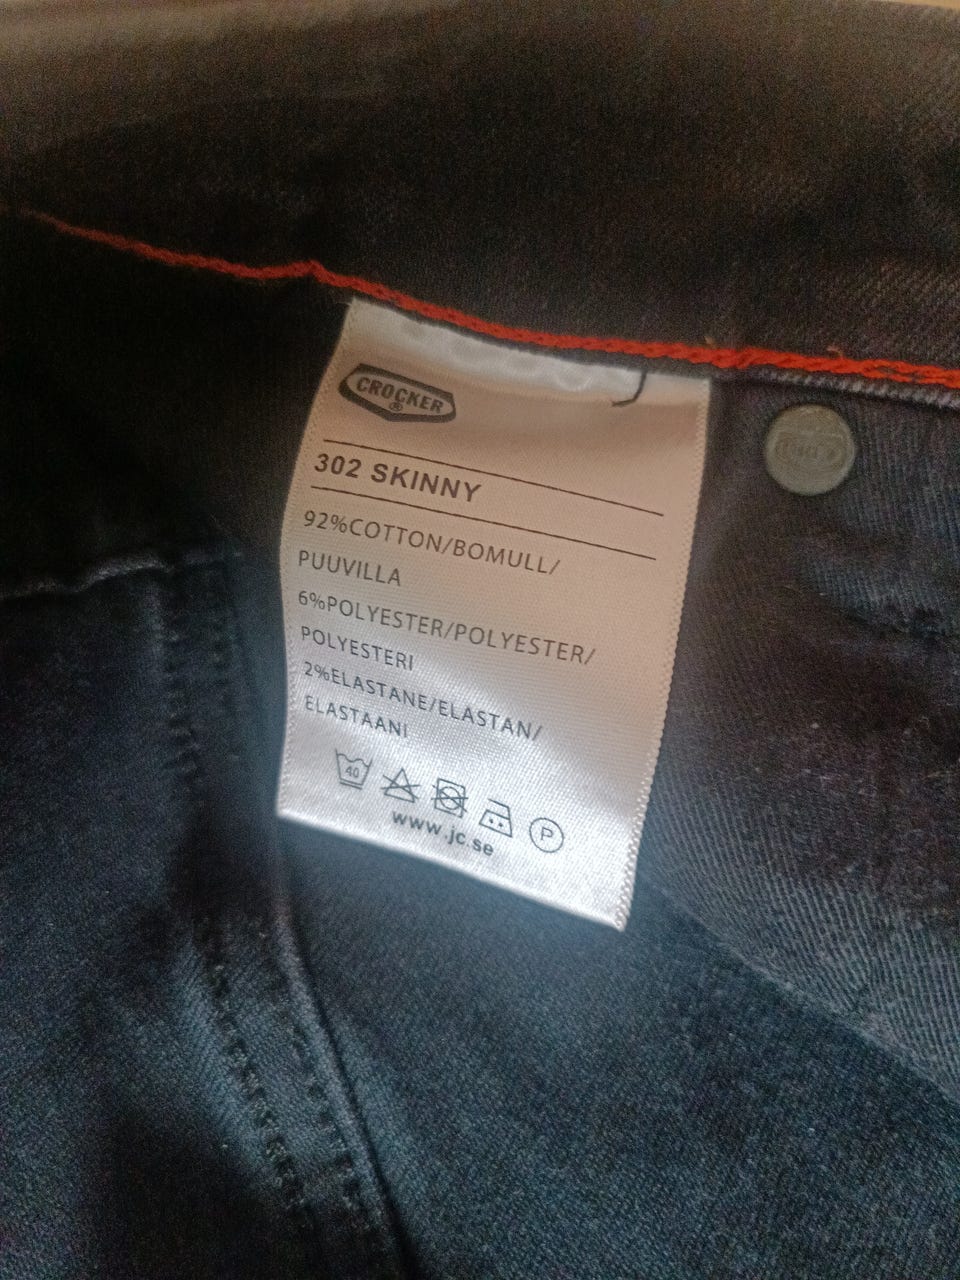 CROCKER
®
302 SKINNY
92%COTTON/BOMULL/
PUUVILLA
6%POLYESTER/POLYESTER/
POLYESTERI
2%ELASTANE/ELASTAN/
ELASTAANI
40
P
www.jc.se